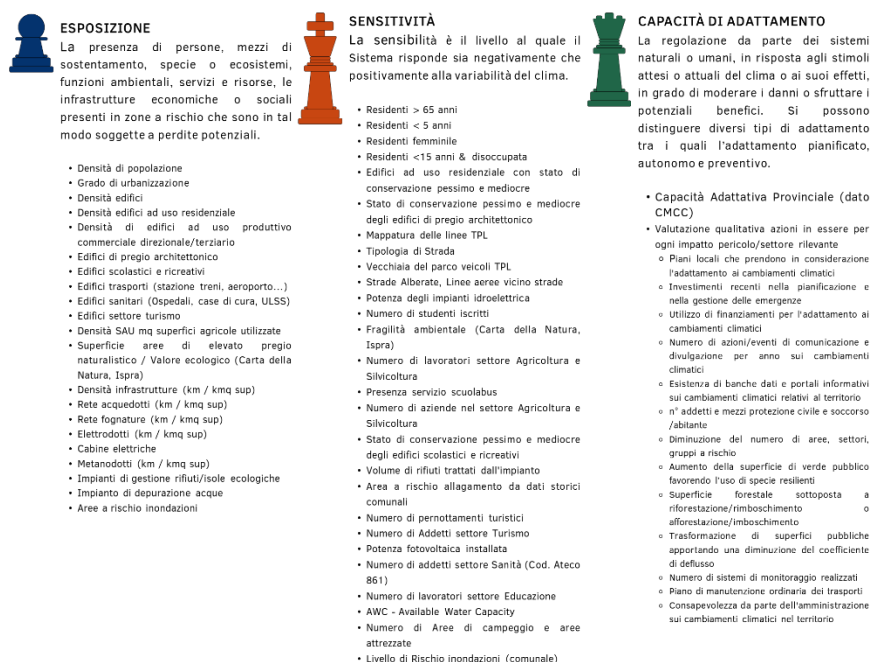 ESPOSIZIONE
La presenza di persone, mezzi di
sostentamento, specie o ecosistemi,
funzioni ambientali, servizi e risorse, le
infrastrutture economiche o sociali
presenti in zone a rischio che sono in tal
modo soggette a perdite potenziali.
• Densità di popolazione
• Grado di urbanizzazione
• Densità edifici
• Densità edifici ad uso residenziale
• Densità di edifici ad uso produttivo
commerciale direzionale/terziario
• Edifici di pregio architettonico
• Edifici scolastici e ricreativi
• Edifici trasporti (stazione treni, aeroporto...)
• Edifici sanitari (Ospedali, case di cura, ULSS)
• Edifici settore turismo
• Densità SAU mq superfici agricole utilizzate
• Superficie aree di elevato pregio
naturalistico / Valore ecologico (Carta della
Natura, Ispra)
• Densità infrastrutture (km / kmq sup)
• Rete acquedotti (km / kmq sup)
• Rete fognature (km / kmq sup)
• Elettrodotti (km / kmq sup)
• Cabine elettriche
• Metanodotti (km / kmq sup)
• Impianti di gestione rifiuti/isole ecologiche
• Impianto di depurazione acque
• Aree a rischio inondazioni
SENSITIVITÀ
La sensibilità è il livello al quale il
Sistema risponde sia negativamente che
positivamente alla variabilità del clima.
• Residenti > 65 anni
• Residenti < 5 anni
• Residenti femminile
• Residenti <15 anni & disoccupata
• Edifici ad uso residenziale con stato di
conservazione pessimo e mediocre
• Stato di conservazione pessimo e mediocre
degli edifici di pregio architettonico
• Mappatura delle linee TPL
• Tipologia di Strada
• Vecchiaia del parco veicoli TPL
• Strade Alberate, Linee aeree vicino strade
• Potenza degli impianti idroelettrica
• Numero di studenti iscritti
• Fragilità ambientale (Carta della Natura,
Ispra)
• Numero di lavoratori settore Agricoltura e
Silvicoltura
• Presenza servizio scuolabus
• Numero di aziende nel settore Agricoltura e
Silvicoltura
• Stato di conservazione pessimo e mediocre
degli edifici scolastici e ricreativi
• Volume di rifiuti trattati dall'impianto
• Area a rischio allagamento da dati storici
comunali
• Numero di pernottamenti turistici
• Numero di Addetti settore Turismo
• Potenza fotovoltaica installata
• Numero di addetti settore Sanità (Cod. Ateco
861)
• Numero di lavoratori settore Educazione
• AWC - Available Water Capacity
• Numero di Aree di campeggio e aree
attrezzate
• Livello di Rischio inondazioni (comunale)
CAPACITÀ DI ADATTAMENTO
La regolazione da parte dei sistemi
naturali o umani, in risposta agli stimoli
attesi o attuali del clima o ai suoi effetti,
in grado di moderare i danni o sfruttare i
potenziali benefici. Si possono
distinguere diversi tipi di adattamento
tra i quali l'adattamento pianificato,
autonomo e preventivo.
• Capacità Adattativa Provinciale (dato
CMCC)
• Valutazione qualitativa azioni in essere per
ogni impatto pericolo/settore rilevante
◦ Piani locali che prendono in considerazione
l'adattamento ai cambiamenti climatici
◦ Investimenti recenti nella pianificazione e
nella gestione delle emergenze
◦ Utilizzo di finanziamenti per l'adattamento ai
cambiamenti climatici
◦ Numero di azioni/eventi di comunicazione e
divulgazione per anno sui cambiamenti
climatici
◦ Esistenza di banche dati e portali informativi
sui cambiamenti climatici relativi al territorio
◦ n° addetti e mezzi protezione civile e soccorso
/abitante
◦ Diminuzione del numero di aree, settori,
gruppi a rischio
◦ Aumento della superficie di verde pubblico
favorendo l'uso di specie resilienti
◦ Superficie forestale sottoposta a
riforestazione/rimboschimento o
afforestazione/imboschimento
◦ Trasformazione di superfici pubbliche
apportando una diminuzione del coefficiente
di deflusso
◦ Numero di sistemi di monitoraggio realizzati
◦ Piano di manutenzione ordinaria dei trasporti
◦ Consapevolezza da parte dell'amministrazione
sui cambiamenti climatici nel territorio